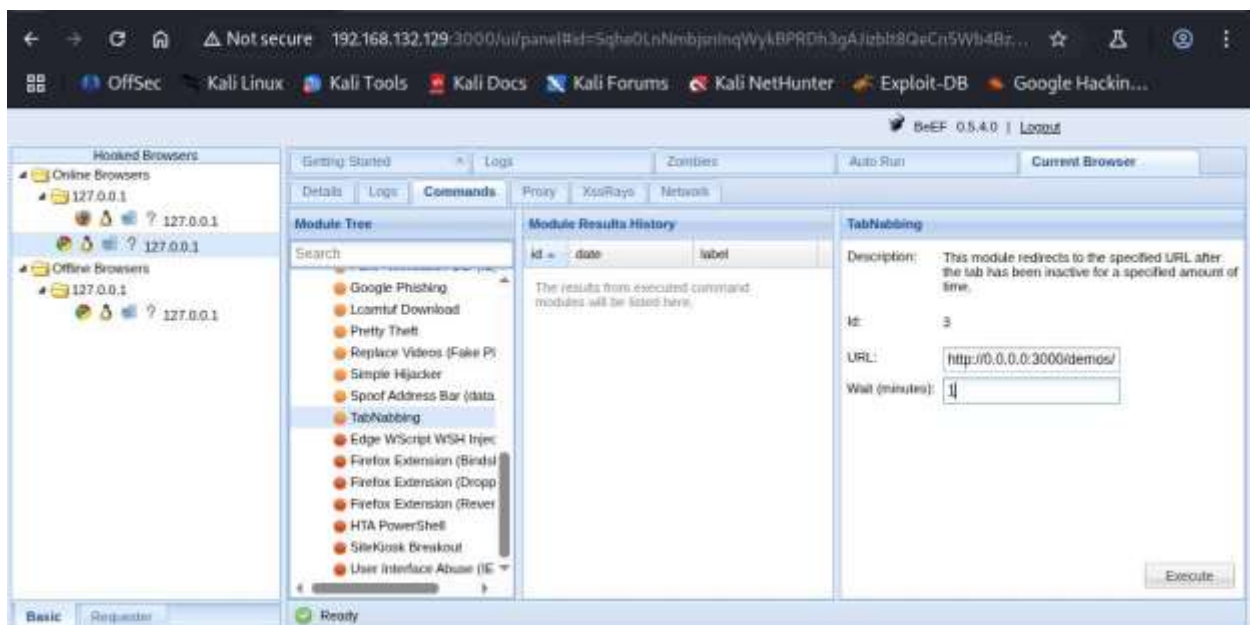 Not secure 192.168.132.129:3000/ui/panel#id=
OffSec Kali Linux Kali Tools Kali Docs Kali Forums Kali NetHunter Exploit-DB Google Hackin...
BeEF 0.5.4.0 | Logout
Hooked Browsers
Getting Started Logs Zombies Auto Run Current Browser
Online Browsers
127.0.0.1
? 127.0.0.1
? 127.0.0.1
Offline Browsers
127.0.0.1
? 127.0.0.1
Details Logs Commands Proxy XssRays Network
Module Tree
Search
Google Phishing
Lcamtuf Download
Pretty Theft
Replace Videos (Fake Pl
Simple Hijacker
Spoof Address Bar (data
TabNabbing
Edge WScript WSH Injec
Firefox Extension (Bindsl
Firefox Extension (Dropp
Firefox Extension (Rever
HTA PowerShell
SiteKiosk Breakout
User Interface Abuse (IE
Module Results History
id date label
The results from executed command
modules will be listed here.
TabNabbing
Description: This module redirects to the specified URL after
the tab has been inactive for a specified amount of
time.
Id: 3
URL: http://0.0.0.0:3000/demos/
Wait (minutes): 1
Execute
Basic Requester
Ready